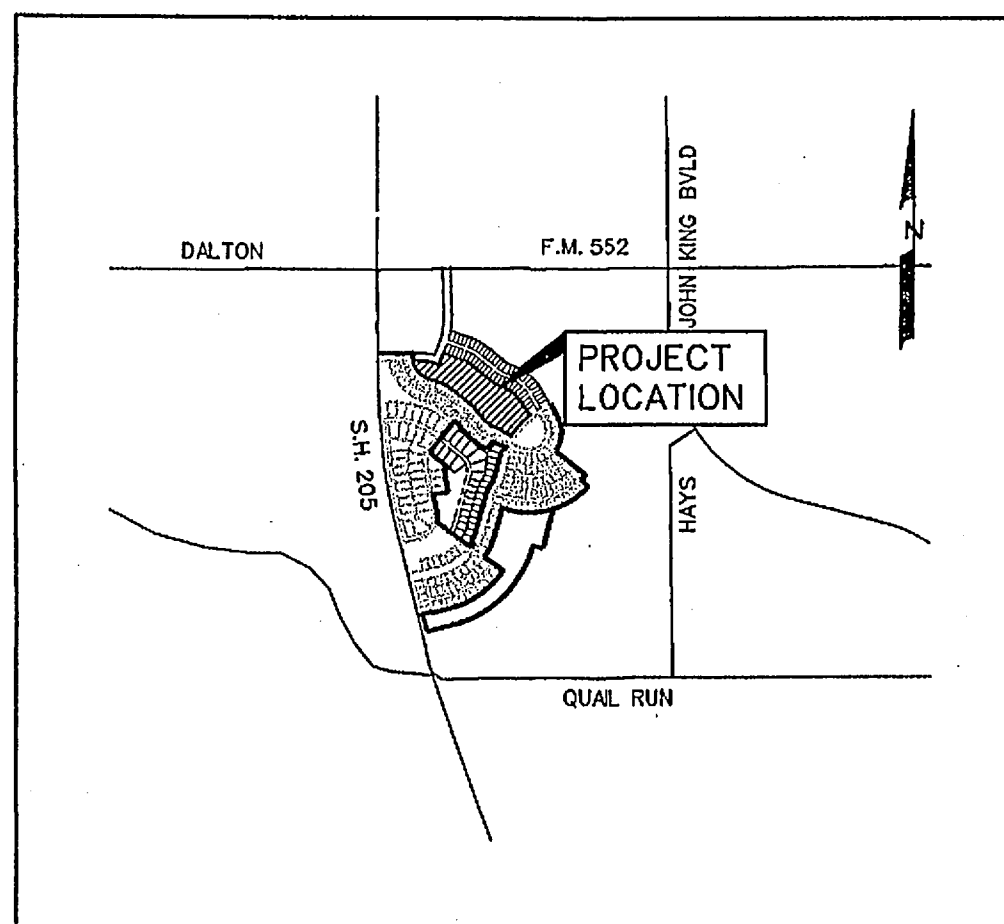 DALTON
F.M. 552
JOHN KING BVLD
N
PROJECT
LOCATION
S.H. 205
HAYS
QUAIL RUN